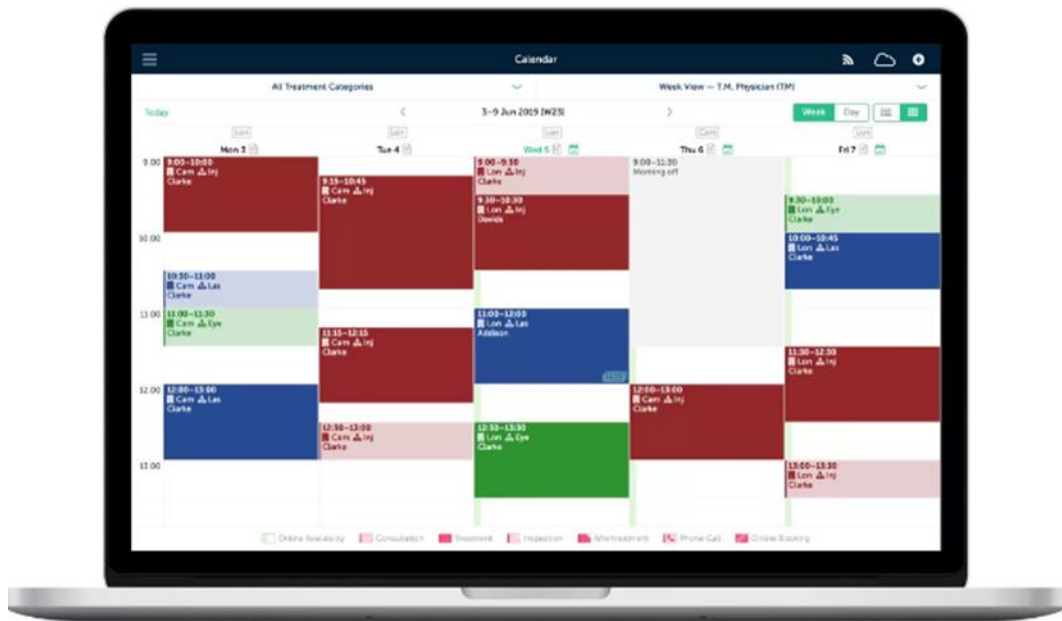 Calendar
All Treatment Categories
Week View — T.M, Physician (TM)
Today
3-9 Jun 2019 (W23)
Week
Day
Lon
Lon
Lon
Cam
Lon
Mon 3
Tue 4
Wed 5
Thu 6
Fri 7
9:00
10:00
11:00
12:00
13:00
9:00-10:00
Cam Inj
Clarke
10:30-11:00
Cam Las
Clarke
11:00-11:30
Cam Eye
Clarke
12:00-13:00
Cam Las
Clarke
9:15-10:45
Cam Inj
Clarke
11:15-12:15
Cam Inj
Clarke
12:30-13:00
Cam Inj
Clarke
9:00-9:30
Lon Inj
Clarke
9:30-10:30
Lon Inj
Davids
11:00-12:00
Lon Las
Addison
12:30-13:30
Lon Eye
Clarke
9:00-11:30
Morning off
12:00-13:00
Cam Inj
Clarke
9:30-10:00
Lon Eye
Clarke
10:00-10:45
Lon Las
Clarke
11:30-12:30
Lon Inj
Clarke
13:00-13:30
Lon Inj
Clarke
Online Availability
Consultation
Treatment
Inspection
Aftertreatment
Phone Call
Online Booking